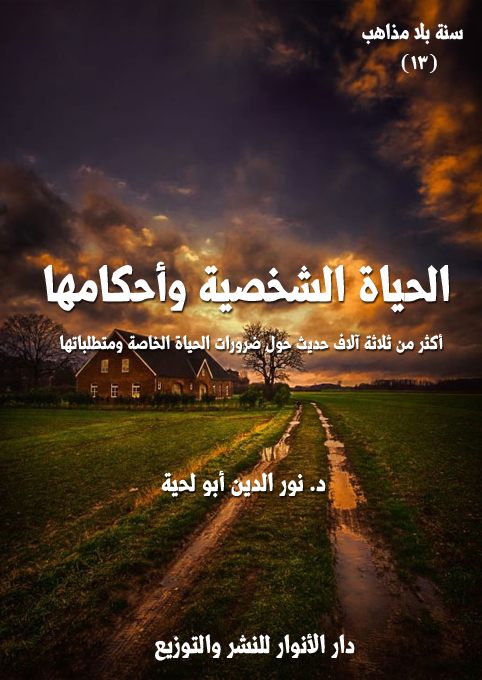 سنة بلا مذاهب
(١٣)
الحياة الشخصية وأحكامها
أكثر من ثلاثة آلاف حديث حول ضرورات الحياة الخاصة ومتطلباتها
د. نور الدين أبو لحية
دار الأنوار للنشر والتوزيع